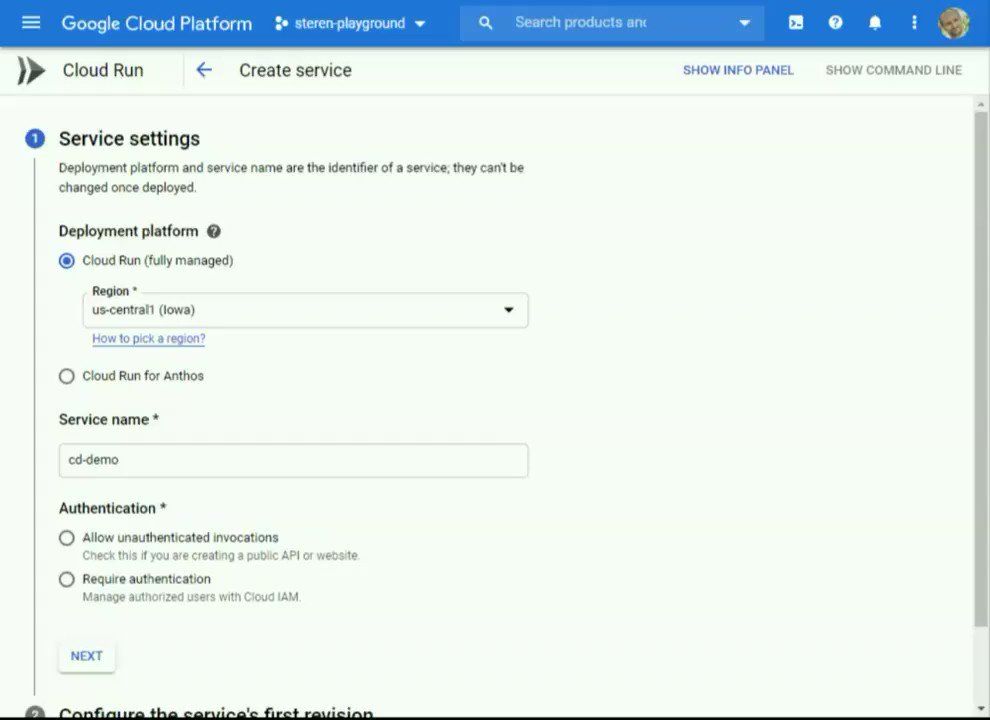 Google Cloud Platform steren-playground Search products and
Cloud Run Create service SHOW INFO PANEL SHOW COMMAND LINE
1 Service settings
Deployment platform and service name are the identifier of a service; they can't be
changed once deployed.
Deployment platform ?
Cloud Run (fully managed)
Region *
us-central1 (Iowa)
How to pick a region?
Cloud Run for Anthos
Service name *
cd-demo
Authentication *
Allow unauthenticated invocations
Check this if you are creating a public API or website.
Require authentication
Manage authorized users with Cloud IAM.
NEXT
2 Configure the service's first revision